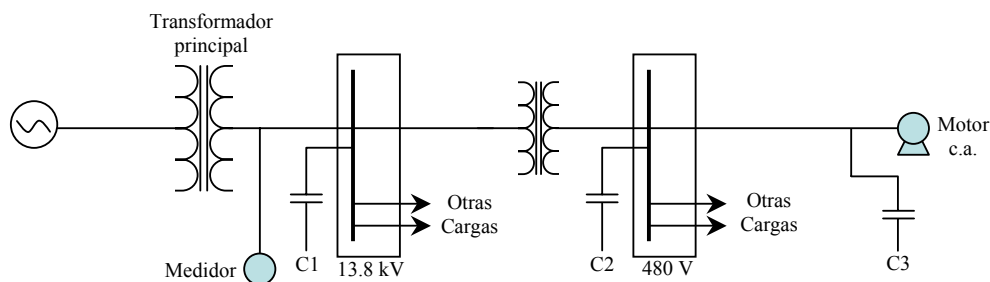 Transformador
principal
Motor
c.a.
Otras
Cargas
Otras
Cargas
Medidor
C1
13.8 kV
C2
480 V
C3